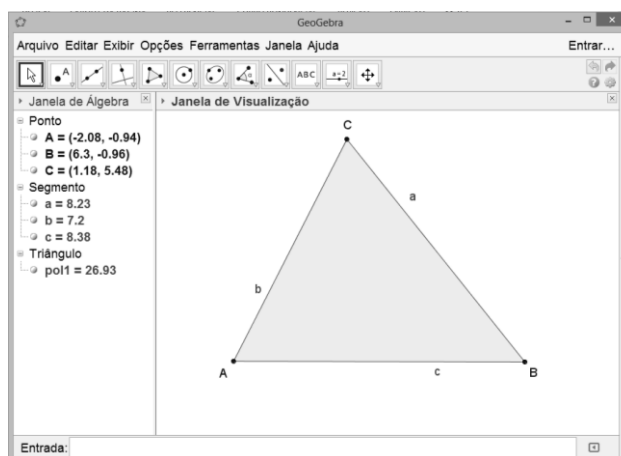 GeoGebra
Arquivo Editar Exibir Opções Ferramentas Janela Ajuda
Entrar...
A
ABC
a=2
Janela de Álgebra
Janela de Visualização
Ponto
A = (-2.08, -0.94)
B = (6.3, -0.96)
C = (1.18, 5.48)
Segmento
a = 8.23
b = 7.2
c = 8.38
Triângulo
pol1 = 26.93
C
a
b
A
c
B
Entrada: